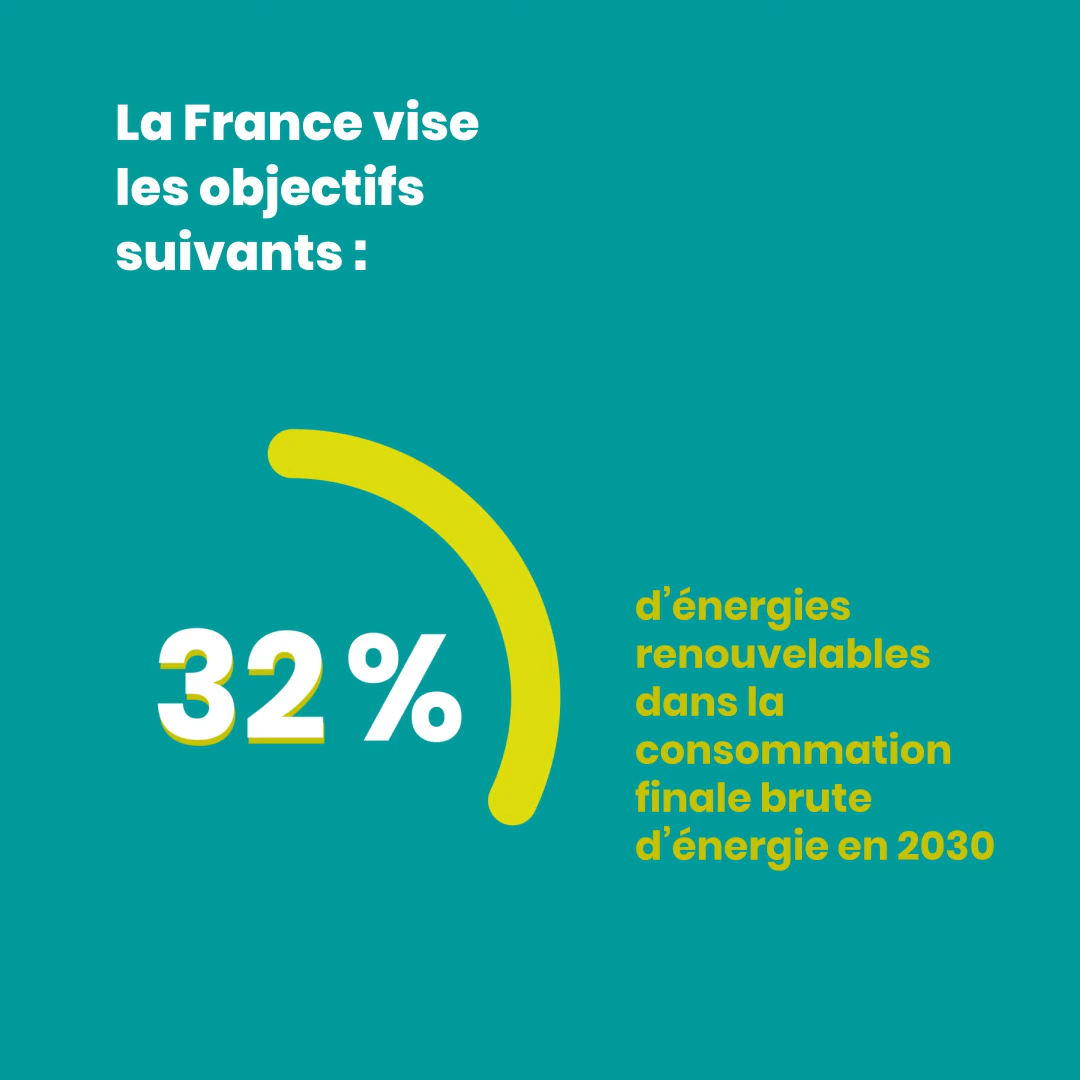 La France vise
les objectifs
suivants :
32 %
d’énergies
renouvelables
dans la
consommation
finale brute
d’énergie en 2030